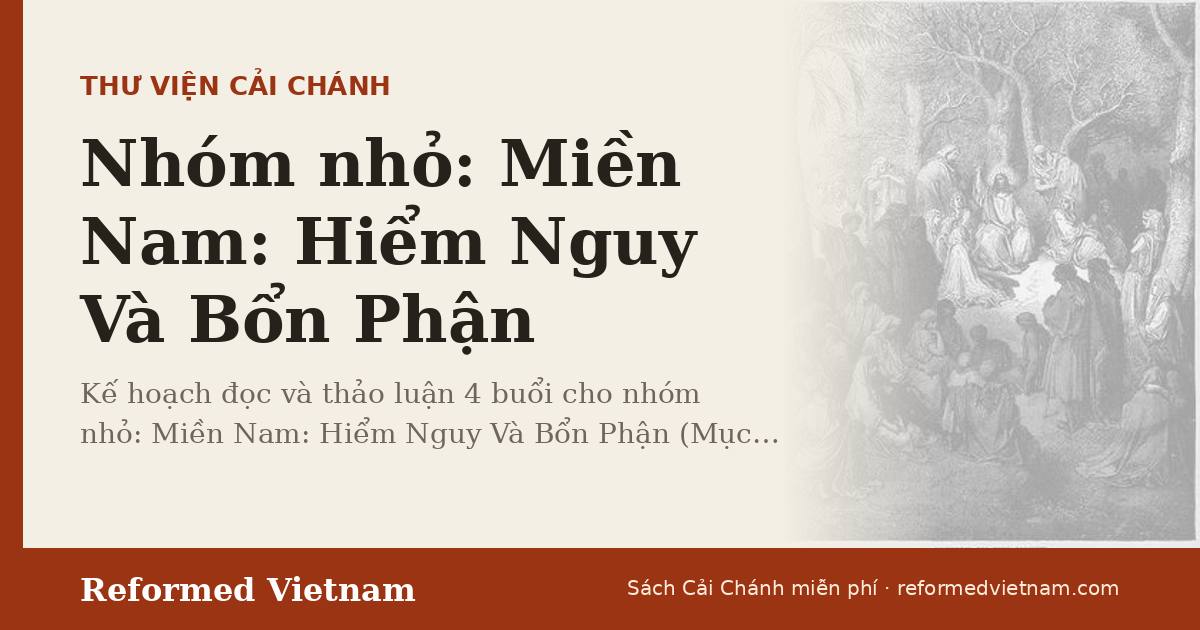 THƯ VIỆN CẢI CHÁNH
Nhóm nhỏ: Miền
Nam: Hiểm Nguy
Và Bổn Phận
Kế hoạch đọc và thảo luận 4 buổi cho nhóm
nhỏ: Miền Nam: Hiểm Nguy Và Bổn Phận (Mục...
Reformed Vietnam
Sách Cải Chánh miễn phí · reformedvietnam.com